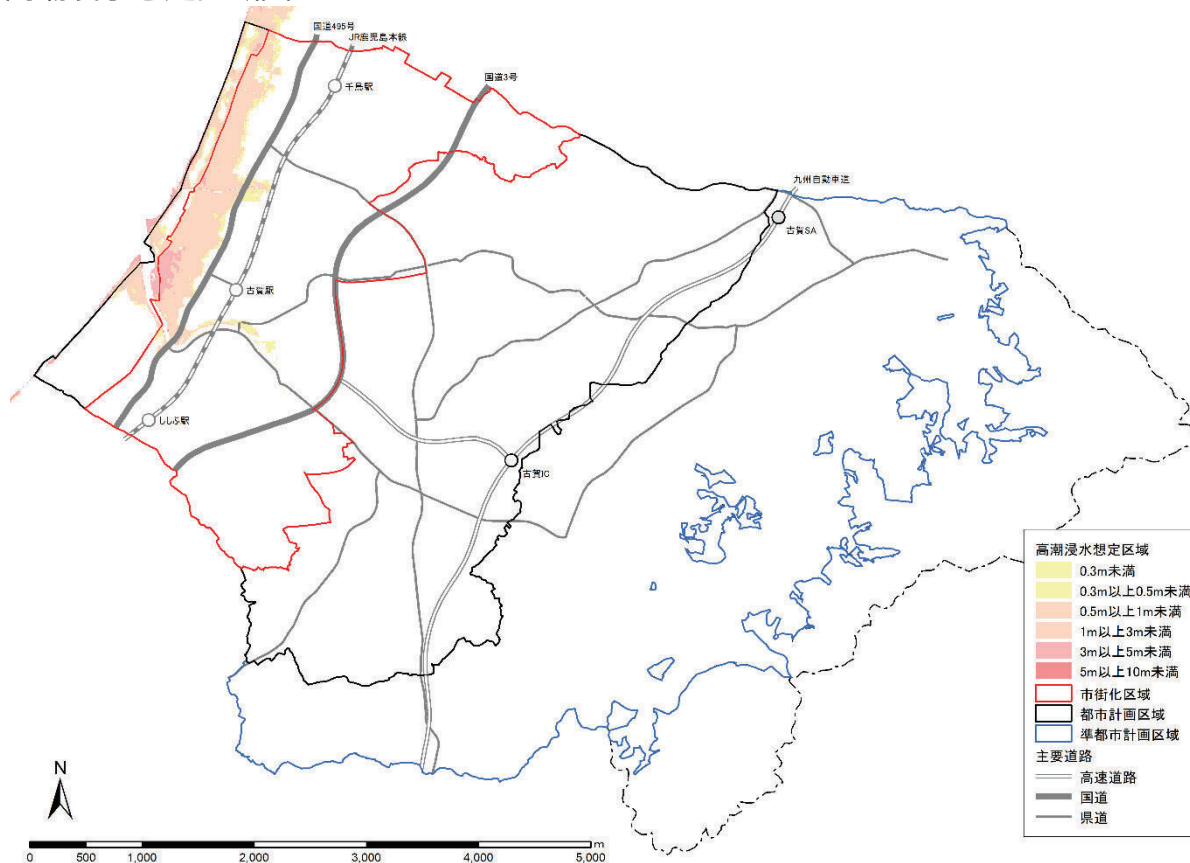 国道495号
JR鹿児島本線
千鳥駅
国道3号
九州自動車道
古賀SA
古賀駅
ししぶ駅
古賀IC
高潮浸水想定区域
0.3m未満
0.3m以上0.5m未満
0.5m以上1m未満
1m以上3m未満
3m以上5m未満
5m以上10m未満
市街化区域
都市計画区域
準都市計画区域
主要道路
高速道路
国道
県道
N
0 500 1,000 2,000 3,000 4,000 5,000
m